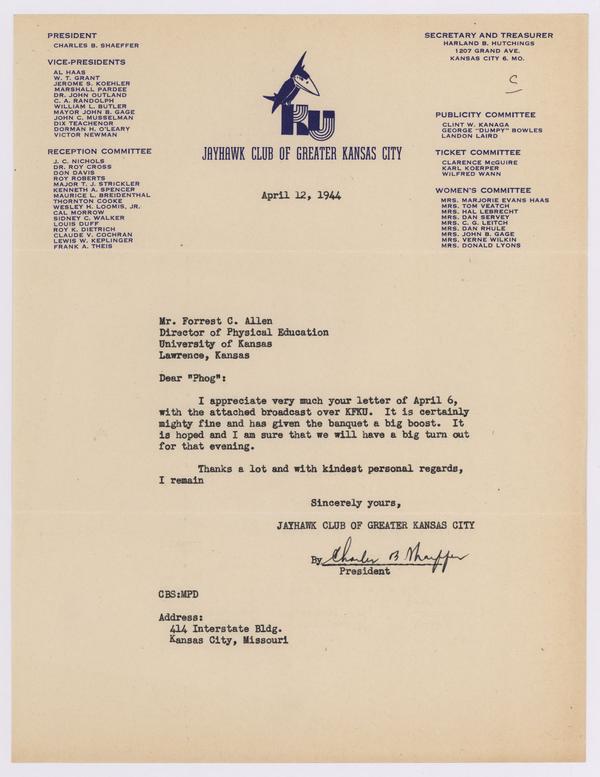 PRESIDENT
CHARLES B. SHAEFFER
VICE-PRESIDENTS
AL HAAS
W. T. GRANT
JEROME S. KOEHLER
MARSHALL PARDEE
DR. JOHN OUTLAND
C. A. RANDOLPH
WILLIAM L. BUTLER
MAYOR JOHN B. GAGE
JOHN C. MUSSELMAN
DIX TEACHENOR
DORMAN H. O'LEARY
VICTOR NEWMAN
RECEPTION COMMITTEE
J. C. NICHOLS
DR. ROY CROSS
DON DAVIS
ROY ROBERTS
MAJOR T. J. STRICKLER
KENNETH A. SPENCER
MAURICE L. BREIDENTHAL
THORNTON COOKE
WESLEY H. LOOMIS, JR.
CAL MORROW
SIDNEY C. WALKER
LOUIS DUFF
ROY K. DIETRICH
CLAUDE V. COCHRAN
LEWIS W. KEPLINGER
FRANK A. THEIS
KU
JAYHAWK CLUB OF GREATER KANSAS CITY
April 12, 1944
SECRETARY AND TREASURER
HARLAND B. HUTCHINGS
1207 GRAND AVE.
KANSAS CITY 6, MO.
C
PUBLICITY COMMITTEE
CLINT W. KANAGA
GEORGE "DUMPY" BOWLES
LANDON LAIRD
TICKET COMMITTEE
CLARENCE McGUIRE
KARL KOERPER
WILFRED WANN
WOMEN'S COMMITTEE
MRS. MARJORIE EVANS HAAS
MRS. TOM VEATCH
MRS. HAL LEBRECHT
MRS. DAN SERVEY
MRS. C. G. LEITCH
MRS. DAN RHULE
MRS. JOHN B. GAGE
MRS. VERNE WILKIN
MRS. DONALD LYONS
Mr. Forrest C. Allen
Director of Physical Education
University of Kansas
Lawrence, Kansas
Dear "Phog":
I appreciate very much your letter of April 6,
with the attached broadcast over KFKU. It is certainly
mighty fine and has given the banquet a big boost. It
is hoped and I am sure that we will have a big turn out
for that evening.
Thanks a lot and with kindest personal regards,
I remain
Sincerely yours,
JAYHAWK CLUB OF GREATER KANSAS CITY
By Charles B Shaeffer
President
CBS:MPD
Address:
414 Interstate Bldg.
Kansas City, Missouri